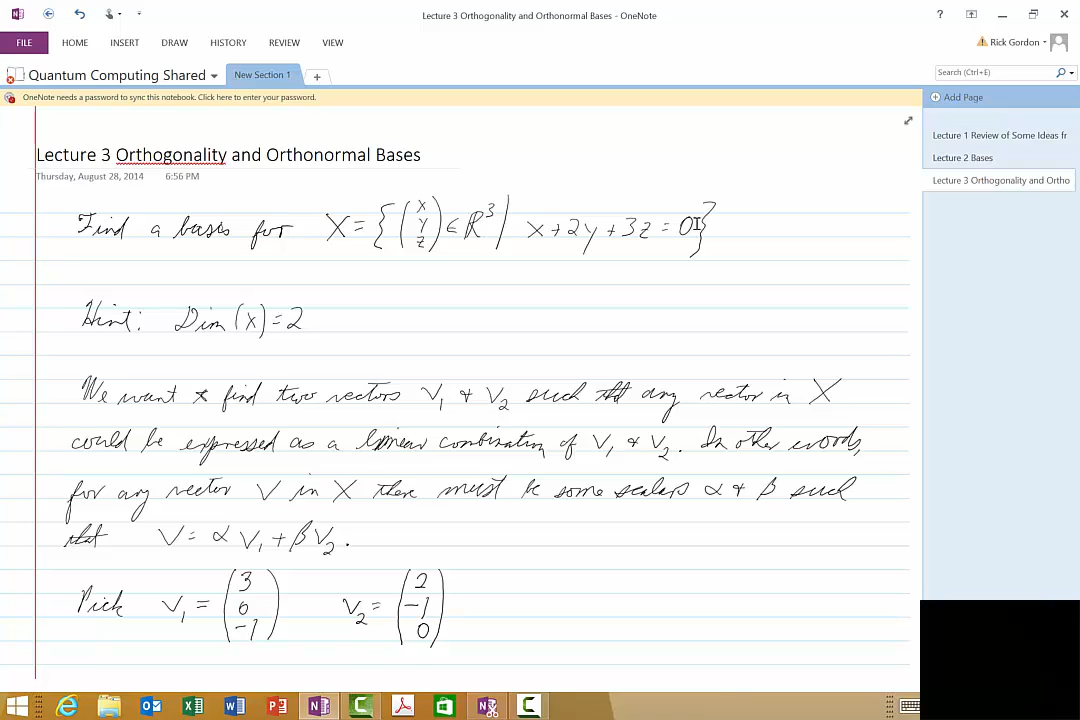 Lecture 3 Orthogonality and Orthonormal Bases - OneNote
?
FILE HOME INSERT DRAW HISTORY REVIEW VIEW
Rick Gordon
Quantum Computing Shared New Section 1 +
Search (Ctrl+E)
OneNote needs a password to sync this notebook. Click here to enter your password.
Add Page
Lecture 1 Review of Some Ideas fr
Lecture 2 Bases
Lecture 3 Orthogonality and Ortho
Lecture 3 Orthogonality and Orthonormal Bases
Thursday, August 28, 2014 6:56 PM
Find a basis for X = { (x y z) ∈ ℝ³ | x + 2y + 3z = 0 }
Hint: Dim (X) = 2
We want to find two vectors V₁ & V₂ such that any vector in X
could be expressed as a linear combination of V₁ & V₂. In other words,
for any vector V in X there must be some scalars α & β such
that V = α V₁ + β V₂.
Pick V₁ = (3 0 -1) V₂ = (2 -1 0)